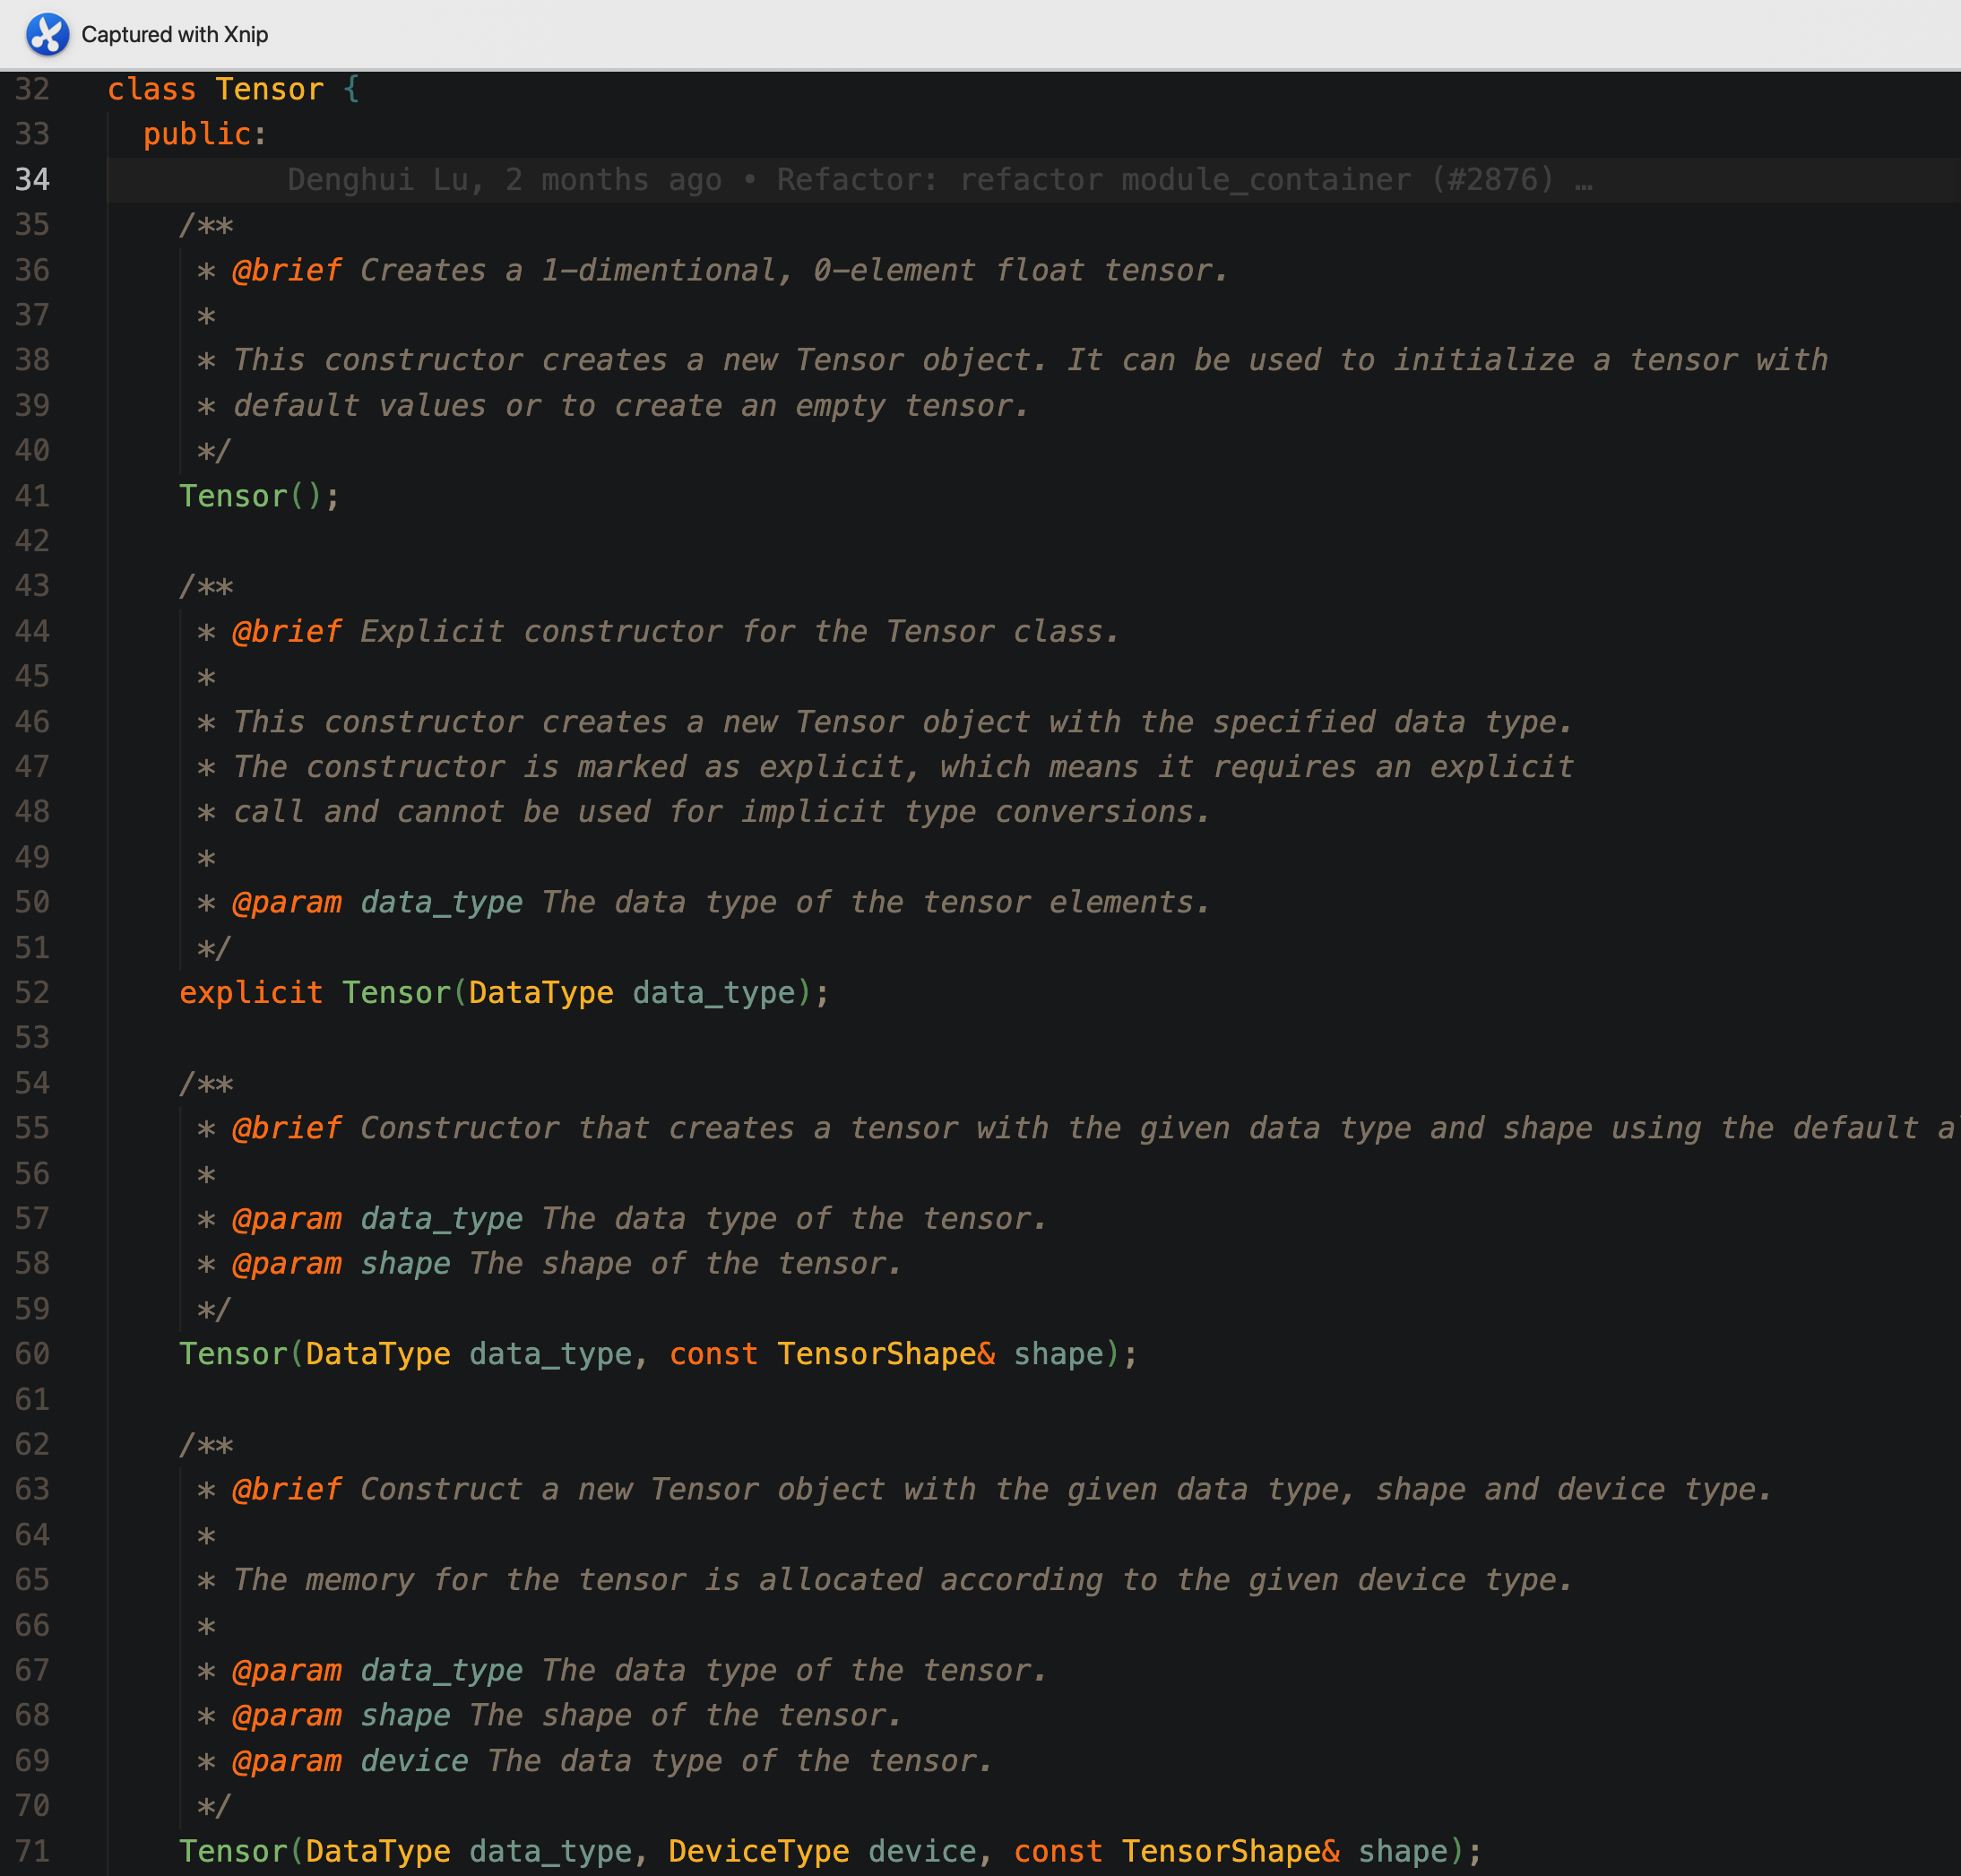 Captured with Xnip
32 class Tensor {
33 public:
34 Denghui Lu, 2 months ago • Refactor: refactor module_container (#2876) …
35 /**
36 * @brief Creates a 1-dimentional, 0-element float tensor.
37 *
38 * This constructor creates a new Tensor object. It can be used to initialize a tensor with
39 * default values or to create an empty tensor.
40 */
41 Tensor();
42
43 /**
44 * @brief Explicit constructor for the Tensor class.
45 *
46 * This constructor creates a new Tensor object with the specified data type.
47 * The constructor is marked as explicit, which means it requires an explicit
48 * call and cannot be used for implicit type conversions.
49 *
50 * @param data_type The data type of the tensor elements.
51 */
52 explicit Tensor(DataType data_type);
53
54 /**
55 * @brief Constructor that creates a tensor with the given data type and shape using the default a
56 *
57 * @param data_type The data type of the tensor.
58 * @param shape The shape of the tensor.
59 */
60 Tensor(DataType data_type, const TensorShape& shape);
61
62 /**
63 * @brief Construct a new Tensor object with the given data type, shape and device type.
64 *
65 * The memory for the tensor is allocated according to the given device type.
66 *
67 * @param data_type The data type of the tensor.
68 * @param shape The shape of the tensor.
69 * @param device The data type of the tensor.
70 */
71 Tensor(DataType data_type, DeviceType device, const TensorShape& shape);